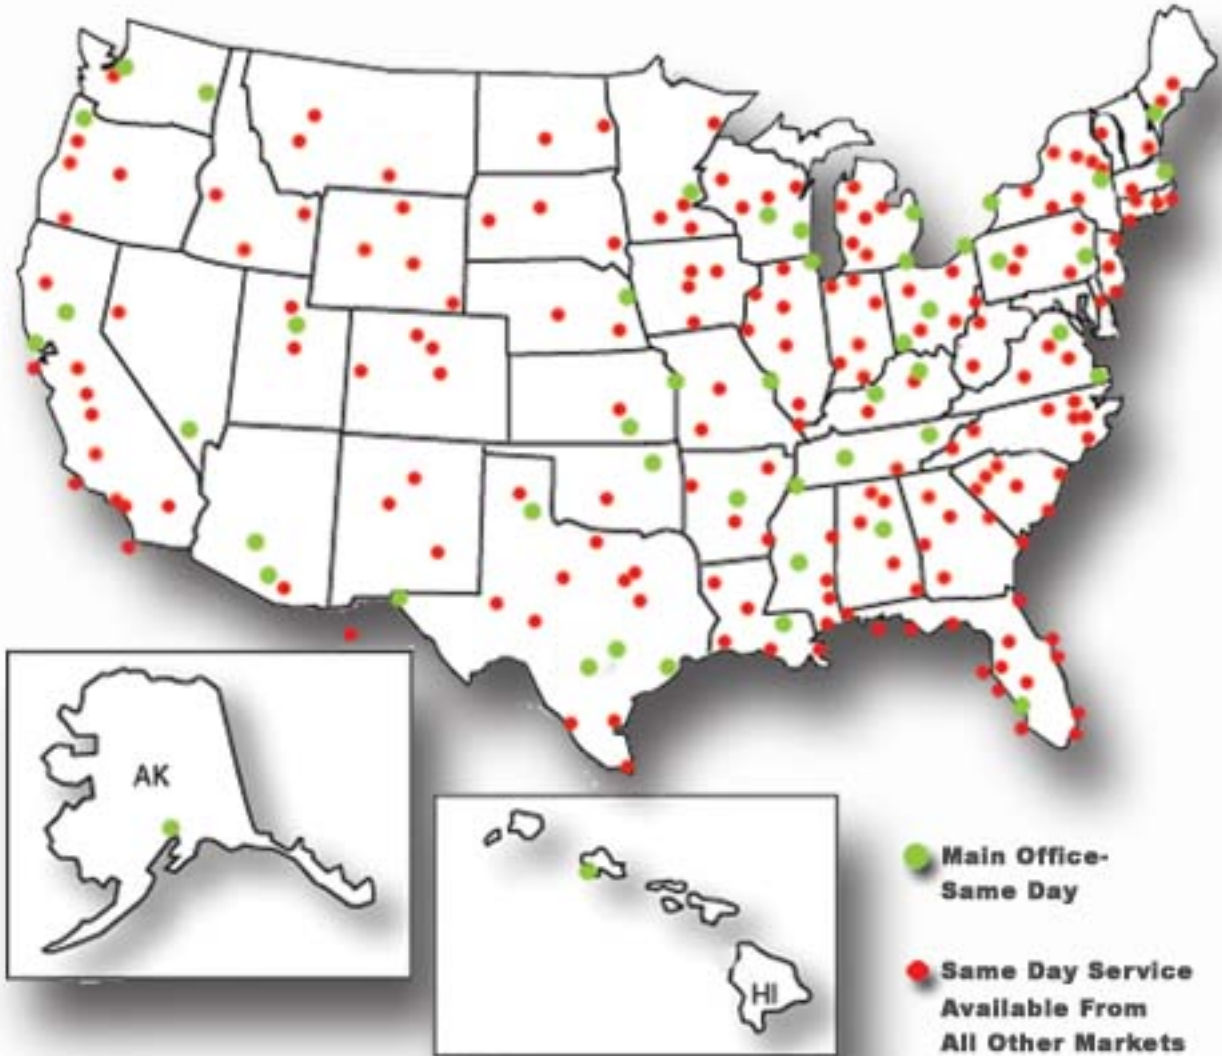 AK
HI
Main Office-
Same Day
Same Day Service
Available From
All Other Markets